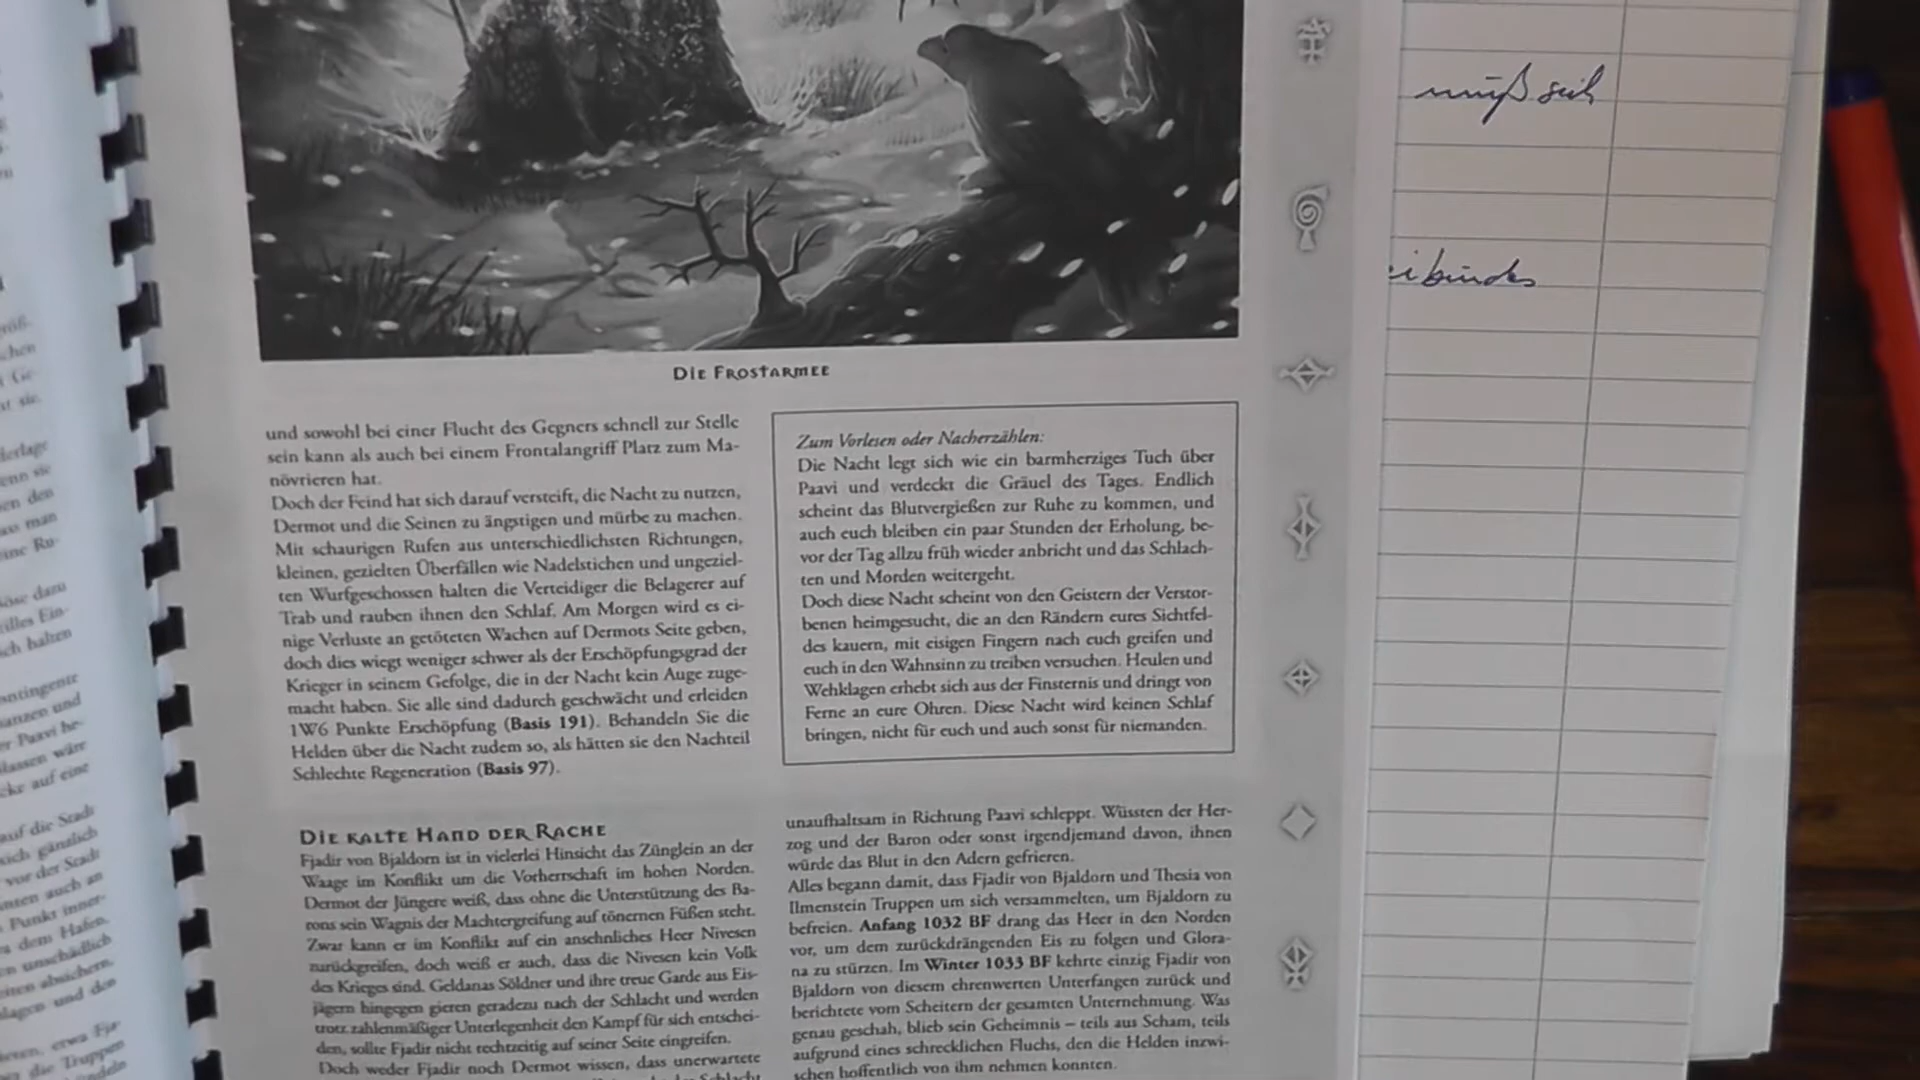 Die Frostarmee
und sowohl bei einer Flucht des Gegners schnell zur Stelle
sein kann als auch bei einem Frontalangriff Platz zum Ma-
növrieren hat.
Doch der Feind hat sich darauf versteift, die Nacht zu nutzen,
Dermot und die Seinen zu ängstigen und mürbe zu machen.
Mit schaurigen Rufen aus unterschiedlichsten Richtungen,
kleinen, gezielten Überfällen wie Nadelstichen und ungeziel-
ten Wurfgeschossen halten die Verteidiger die Belagerer auf
Trab und rauben ihnen den Schlaf. Am Morgen wird es ei-
nige Verluste an getöteten Wachen auf Dermots Seite geben,
doch dies wiegt weniger schwer als der Erschöpfungsgrad der
Krieger in seinem Gefolge, die in der Nacht kein Auge zuge-
macht haben. Sie alle sind dadurch geschwächt und erleiden
1W6 Punkte Erschöpfung (Basis 191). Behandeln Sie die
Helden über die Nacht zudem so, als hätten sie den Nachteil
Schlechte Regeneration (Basis 97).
Zum Vorlesen oder Nacherzählen:
Die Nacht legt sich wie ein barmherziges Tuch über
Paavi und verdeckt die Gräuel des Tages. Endlich
scheint das Blutvergießen zur Ruhe zu kommen, und
auch euch bleiben ein paar Stunden der Erholung, be-
vor der Tag allzu früh wieder anbricht und das Schlach-
ten und Morden weitergeht.
Doch diese Nacht scheint von den Geistern der Verstor-
benen heimgesucht, die an den Rändern eures Sichtfel-
des kauern, mit eisigen Fingern nach euch greifen und
euch in den Wahnsinn zu treiben versuchen. Heulen und
Wehklagen erhebt sich aus der Finsternis und dringt von
Ferne an eure Ohren. Diese Nacht wird keinen Schlaf
bringen, nicht für euch und auch sonst für niemanden.
Die kalte Hand der Rache
Fjadir von Bjaldorn ist in vielerlei Hinsicht das Zünglein an der
Waage im Konflikt um die Vorherrschaft im hohen Norden.
Dermot der Jüngere weiß, dass ohne die Unterstützung des Ba-
rons sein Wagnis der Machtergreifung auf tönernen Füßen steht.
Zwar kann er im Konflikt auf ein ansehnliches Heer Nivesen
zurückgreifen, doch weiß er auch, dass die Nivesen kein Volk
des Krieges sind. Geldanas Söldner und ihre treue Garde aus Eis-
jägern hingegen gieren geradezu nach der Schlacht und werden
trotz zahlenmäßiger Unterlegenheit den Kampf für sich entschei-
den, sollte Fjadir nicht rechtzeitig auf seiner Seite eingreifen.
Doch weder Fjadir noch Dermot wissen, dass unerwartete
unaufhaltsam in Richtung Paavi schleppt. Wüssten der Her-
zog und der Baron oder sonst irgendjemand davon, ihnen
würde das Blut in den Adern gefrieren.
Alles begann damit, dass Fjadir von Bjaldorn und Thesia von
Ilmenstein Truppen um sich versammelten, um Bjaldorn zu
befreien. Anfang 1032 BF drang das Heer in den Norden
vor, um dem zurückdrängenden Eis zu folgen und Glora-
na zu stürzen. Im Winter 1033 BF kehrte einzig Fjadir von
Bjaldorn von diesem ehrenwerten Unterfangen zurück und
berichtete vom Scheitern der gesamten Unternehmung. Was
genau geschah, blieb sein Geheimnis – teils aus Scham, teils
aufgrund eines schrecklichen Fluchs, den die Helden inzwi-
schen hoffentlich von ihm nehmen konnten.
muß sich